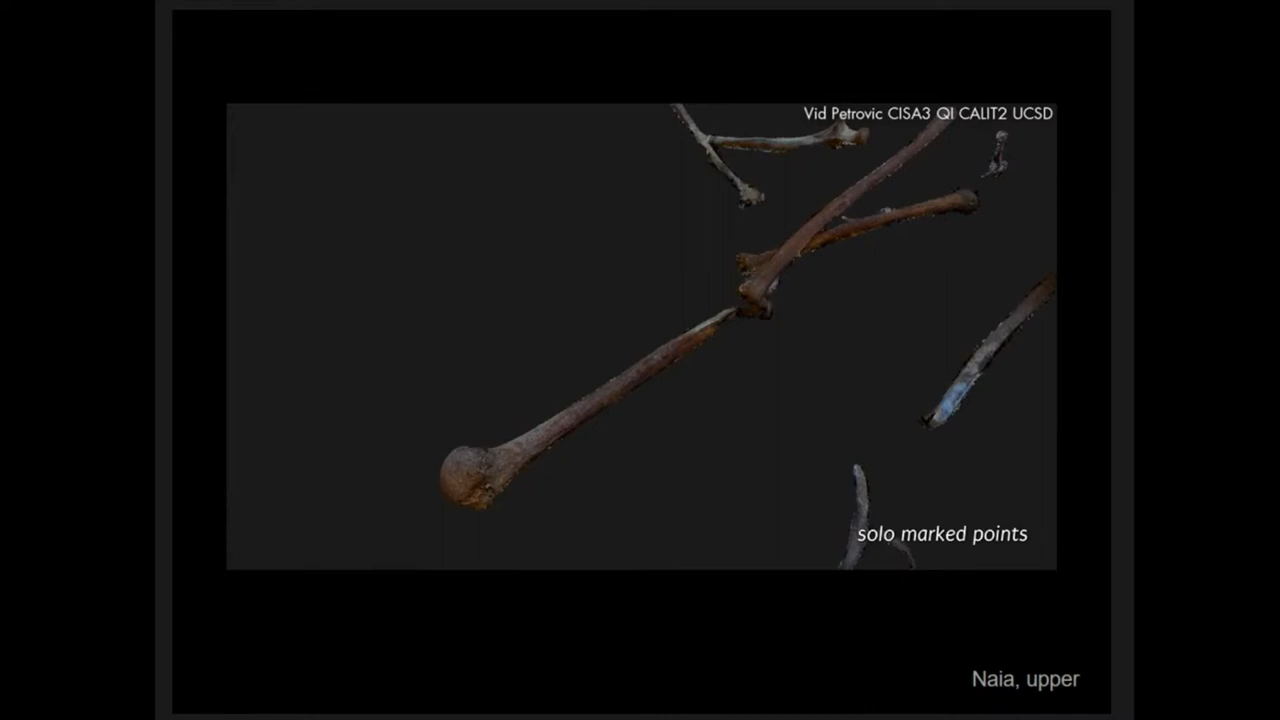 Vid Petrovic CISA3 QI CALIT2 UCSD
solo marked points
Naia, upper